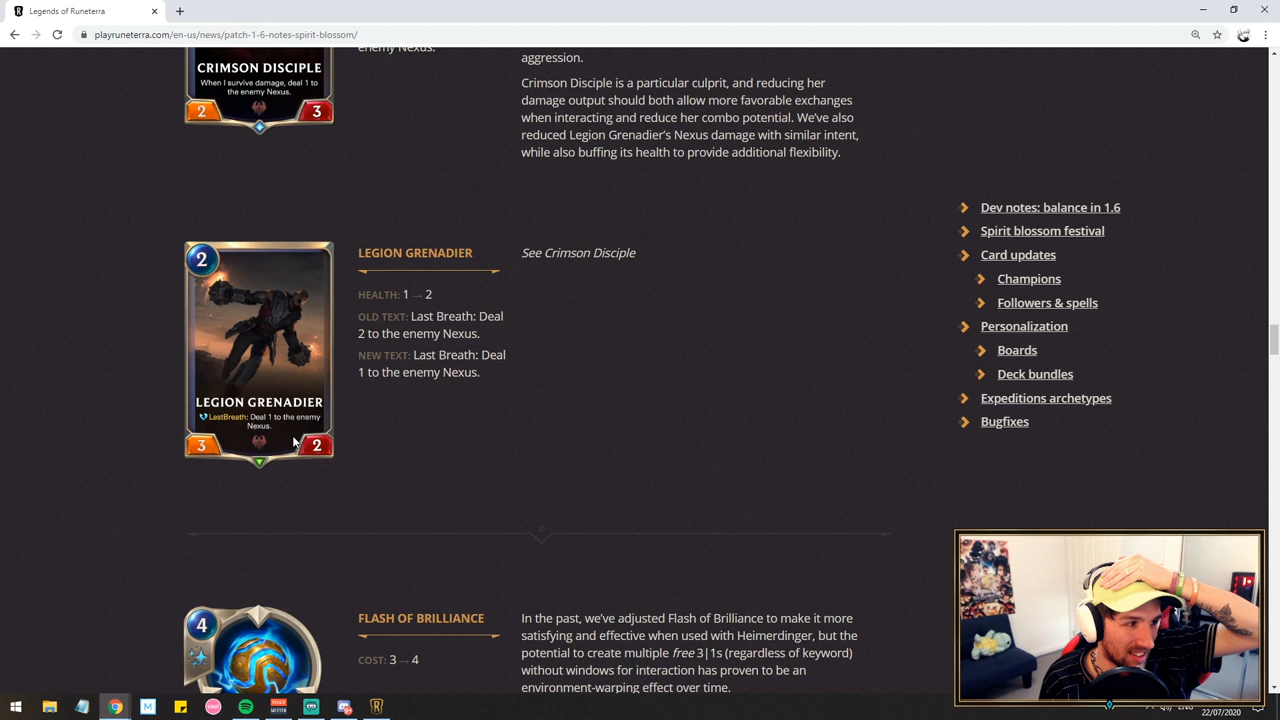 Legends of Runeterra
playruneterra.com/en-us/news/patch-1-6-notes-spirit-blossom/
enemy Nexus.
aggression.
CRIMSON DISCIPLE
When I survive damage, deal 1 to
the enemy Nexus.
2
3
Crimson Disciple is a particular culprit, and reducing her
damage output should both allow more favorable exchanges
when interacting and reduce her combo potential. We've also
reduced Legion Grenadier's Nexus damage with similar intent,
while also buffing its health to provide additional flexibility.
Dev notes: balance in 1.6
Spirit blossom festival
Card updates
Champions
Followers & spells
Personalization
Boards
Deck bundles
Expeditions archetypes
Bugfixes
2
LEGION GRENADIER
See Crimson Disciple
HEALTH: 1 → 2
OLD TEXT: Last Breath: Deal
2 to the enemy Nexus.
NEW TEXT: Last Breath: Deal
1 to the enemy Nexus.
LEGION GRENADIER
LastBreath: Deal 1 to the enemy
Nexus.
3
2
4
FLASH OF BRILLIANCE
COST: 3 → 4
In the past, we've adjusted Flash of Brilliance to make it more
satisfying and effective when used with Heimerdinger, but the
potential to create multiple free 3|1s (regardless of keyword)
without windows for interaction has proven to be an
environment-warping effect over time.
22/07/2020